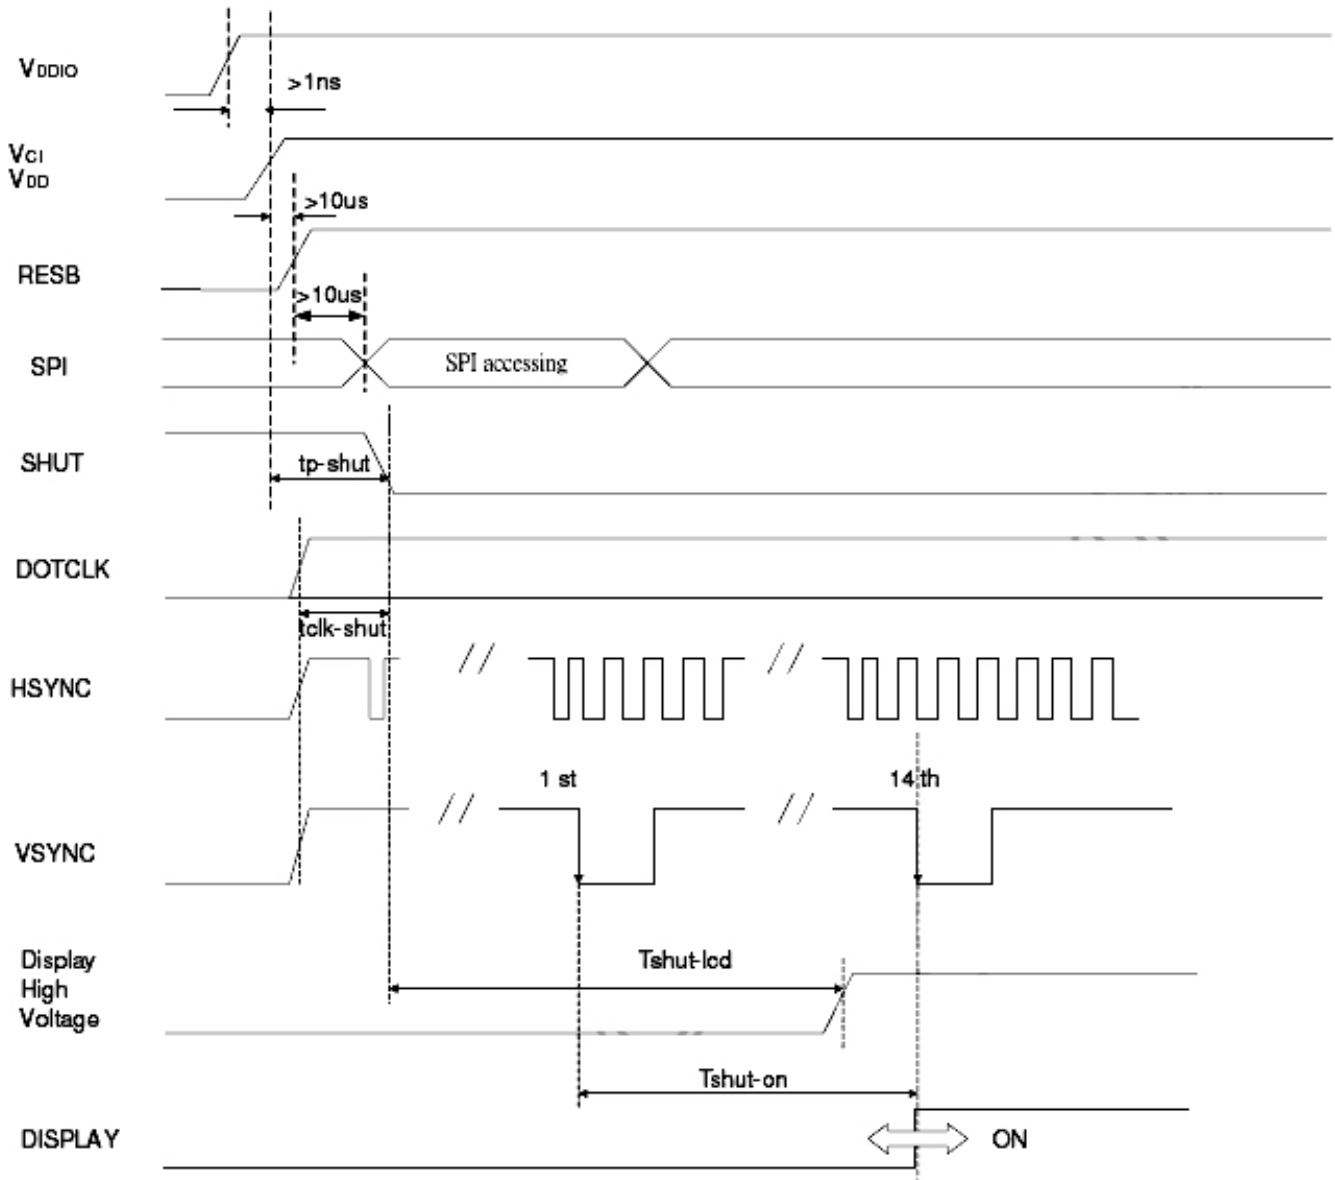 VDDIO
>1ns
VCI
VDD
>10us
RESB
>10us
SPI
SPI accessing
SHUT
tp-shut
DOTCLK
tclk-shut
HSYNC
1 st
14 th
VSYNC
Display
High
Voltage
Tshut-lcd
Tshut-on
DISPLAY
ON